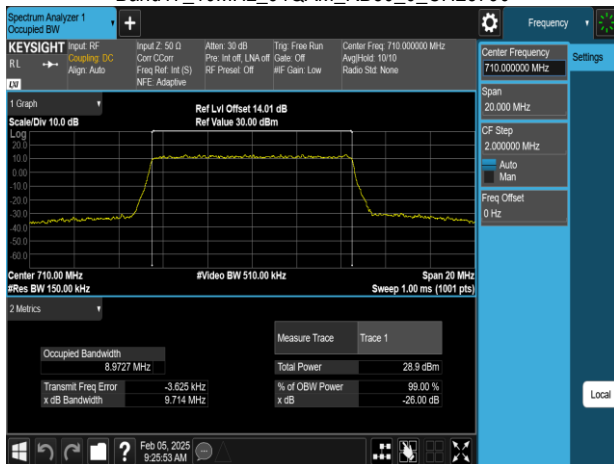 Spectrum Analyzer 1
Occupied BW
+
Frequency
KEYSIGHT
RL
LXI
Input: RF
Coupling: DC
Align: Auto
Input Z: 50 Ω
Corr CCorr
Freq Ref: Int (S)
NFE: Adaptive
Atten: 30 dB
Pre: Int off, LNA off
RF Presel: Off
Trig: Free Run
Gate: Off
#IF Gain: Low
Center Freq: 710.000000 MHz
Avg|Hold: 10/10
Radio Std: None
Center Frequency
710.000000 MHz
Settings
Span
20.000 MHz
CF Step
2.000000 MHz
Auto
Man
Freq Offset
0 Hz
Local
1 Graph
Scale/Div 10.0 dB
Ref Lvl Offset 14.01 dB
Ref Value 30.00 dBm
Log
20.0
10.0
0.00
-10.0
-20.0
-30.0
-40.0
-50.0
-60.0
Center 710.00 MHz
#Video BW 510.00 kHz
Span 20 MHz
#Res BW 150.00 kHz
Sweep 1.00 ms (1001 pts)
2 Metrics
Measure Trace Trace 1
Occupied Bandwidth
8.9727 MHz
Total Power 28.9 dBm
Transmit Freq Error -3.625 kHz
% of OBW Power 99.00 %
x dB Bandwidth 9.714 MHz
x dB -26.00 dB
?
Feb 05, 2025
9:25:53 AM